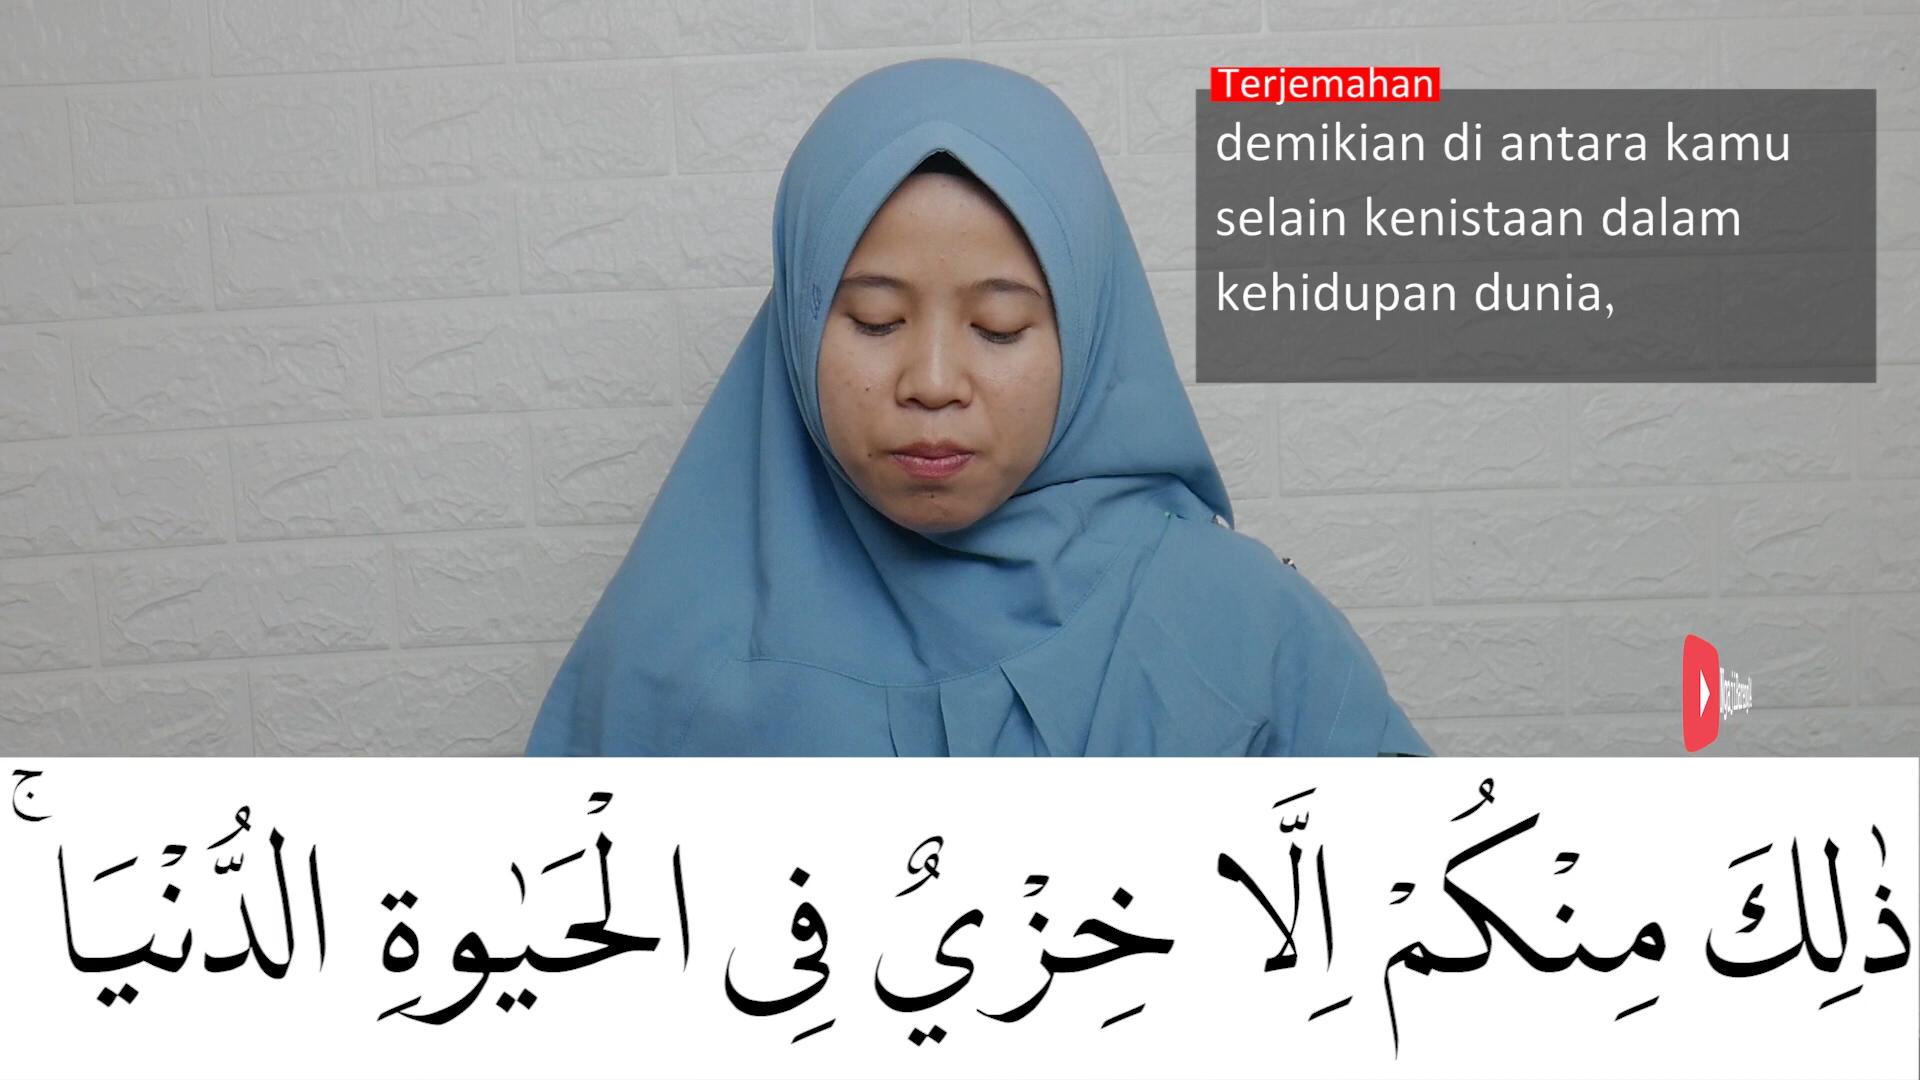 Terjemahan
demikian di antara kamu
selain kenistaan dalam
kehidupan dunia,
ذٰلِكَ مِنْكُمْ اِلَّا خِزْيٌ فِى الْحَيٰوةِ الدُّنْيَا ۚ